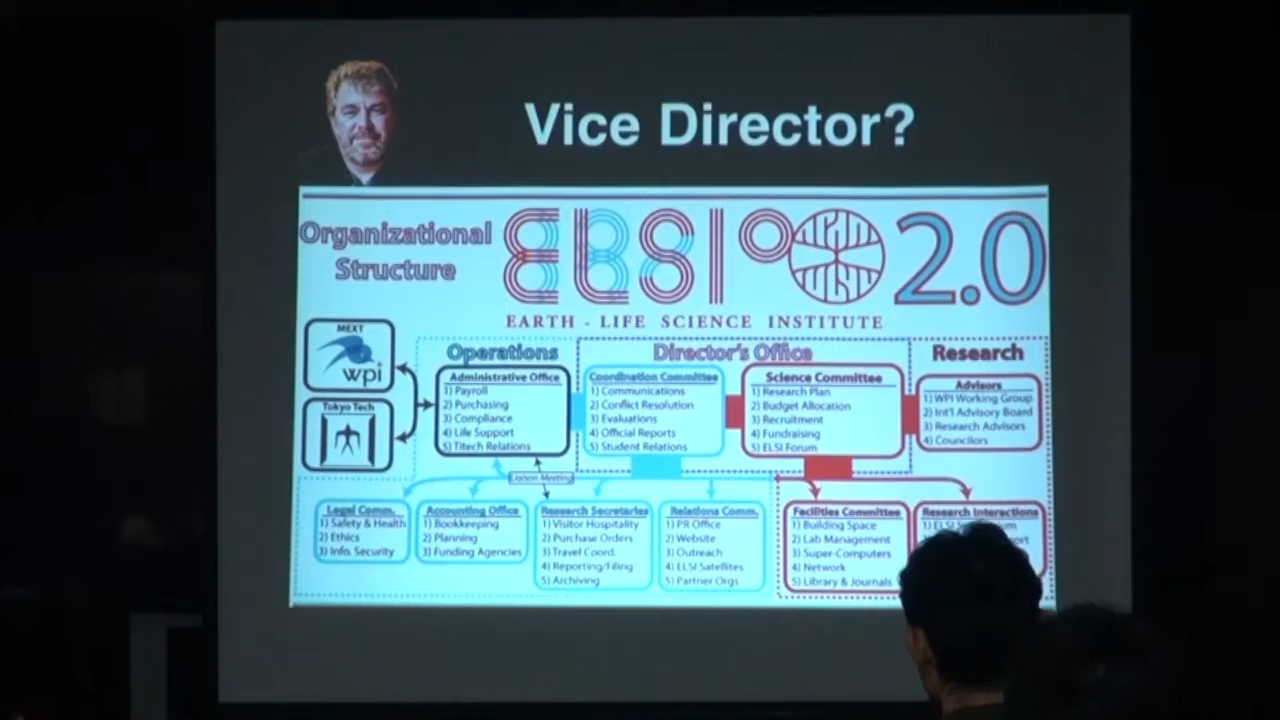 Vice Director?
Organizational
Structure
ELSI 2.0
EARTH - LIFE SCIENCE INSTITUTE
MEXT
wpi
Tokyo Tech
Operations
Director's Office
Research
Administrative Office
1) Payroll
2) Purchasing
3) Compliance
4) Life Support
5) Titech Relations
Coordination Committee
1) Communications
2) Conflict Resolution
3) Evaluations
4) Official Reports
5) Student Relations
Science Committee
1) Research Plan
2) Budget Allocation
3) Recruitment
4) Fundraising
5) ELSI Forum
Advisors
1) WPI Working Group
2) Int'l Advisory Board
3) Research Advisors
4) Councilors
Liaison Meeting
Legal Comm.
1) Safety & Health
2) Ethics
3) Info. Security
Accounting Office
1) Bookkeeping
2) Planning
3) Funding Agencies
Research Secretaries
1) Visitor Hospitality
2) Purchase Orders
3) Travel Coord.
4) Reporting/Filing
5) Archiving
Relations Comm.
1) PR Office
2) Website
3) Outreach
4) ELSI Satellites
5) Partner Orgs
Facilities Committee
1) Building Space
2) Lab Management
3) Super-Computers
4) Network
5) Library & Journals
Research Interactions
1) ELSI